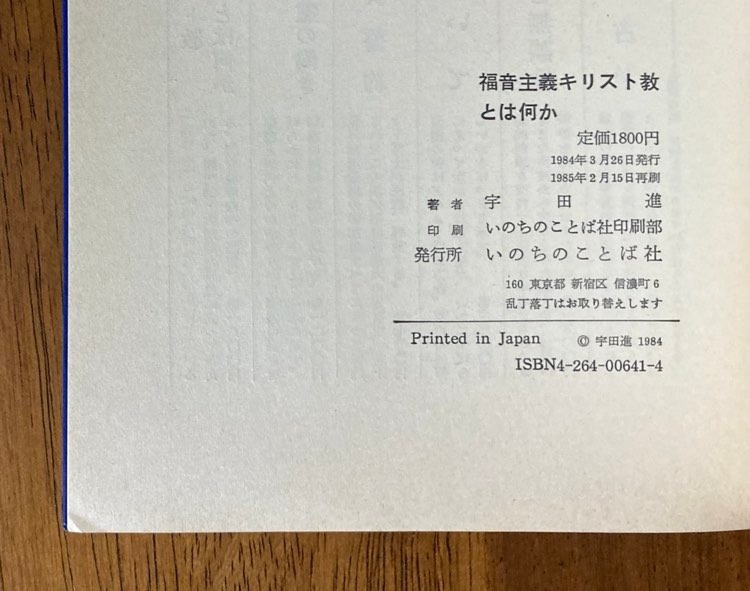 福音主義キリスト教
とは何か
定価1800円
1984年3月26日発行
1985年2月15日再刷
著者 宇田進
印刷 いのちのことば社印刷部
発行所 いのちのことば社
160 東京都 新宿区 信濃町6
乱丁落丁はお取り替えします
Printed in Japan © 宇田進 1984
ISBN4-264-00641-4